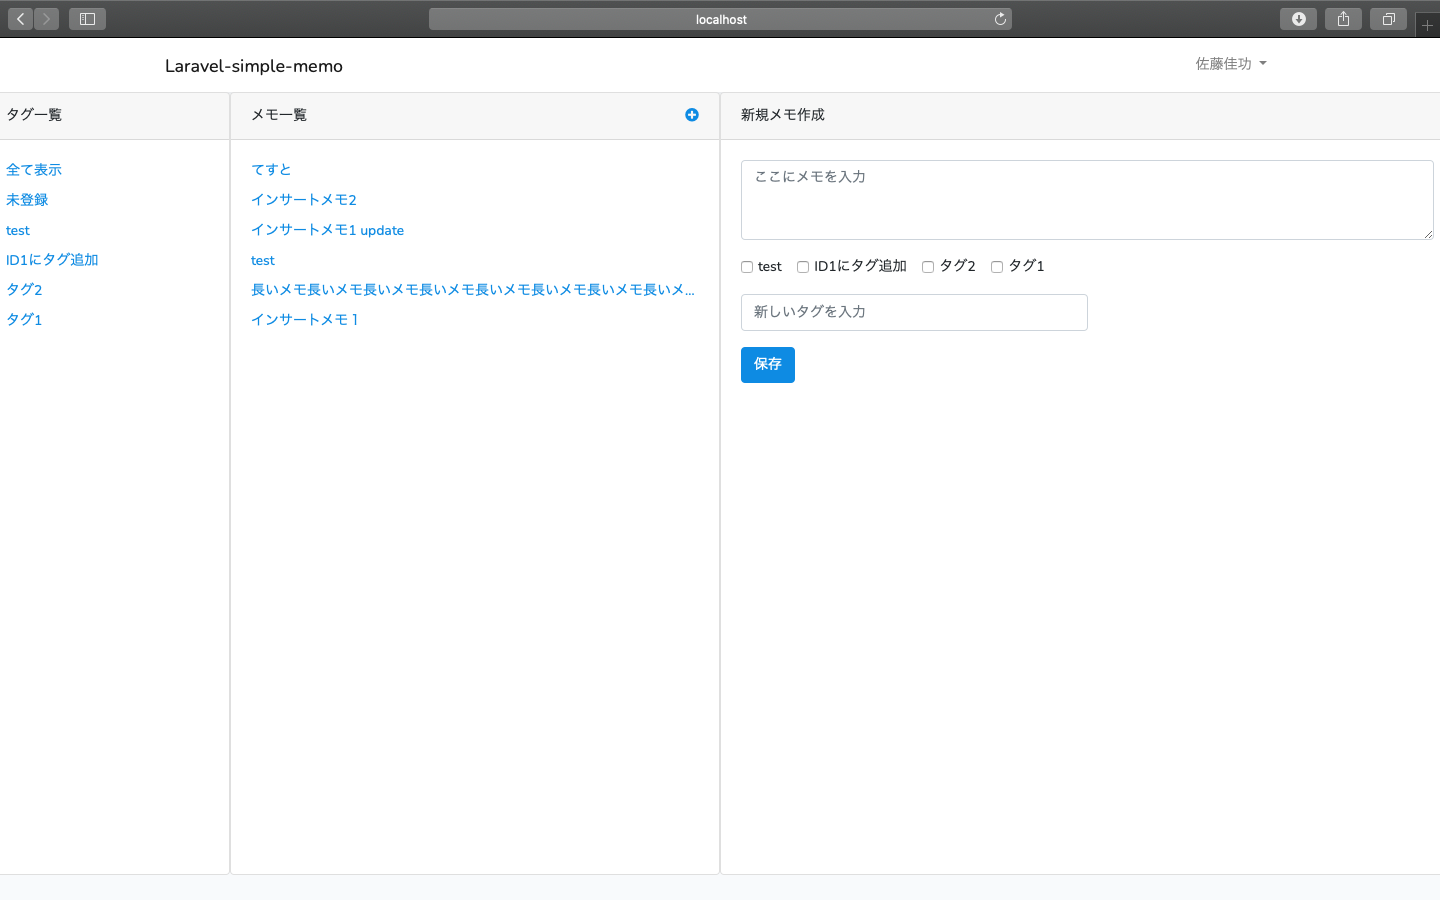 localhost
Laravel-simple-memo
佐藤佳功
タグ一覧
全て表示
未登録
test
ID1にタグ追加
タグ2
タグ1
メモ一覧
てすと
インサートメモ2
インサートメモ1 update
test
長いメモ長いメモ長いメモ長いメモ長いメモ長いメモ長いメモ長いメ...
インサートメモ１
新規メモ作成
ここにメモを入力
test ID1にタグ追加 タグ2 タグ1
新しいタグを入力
保存